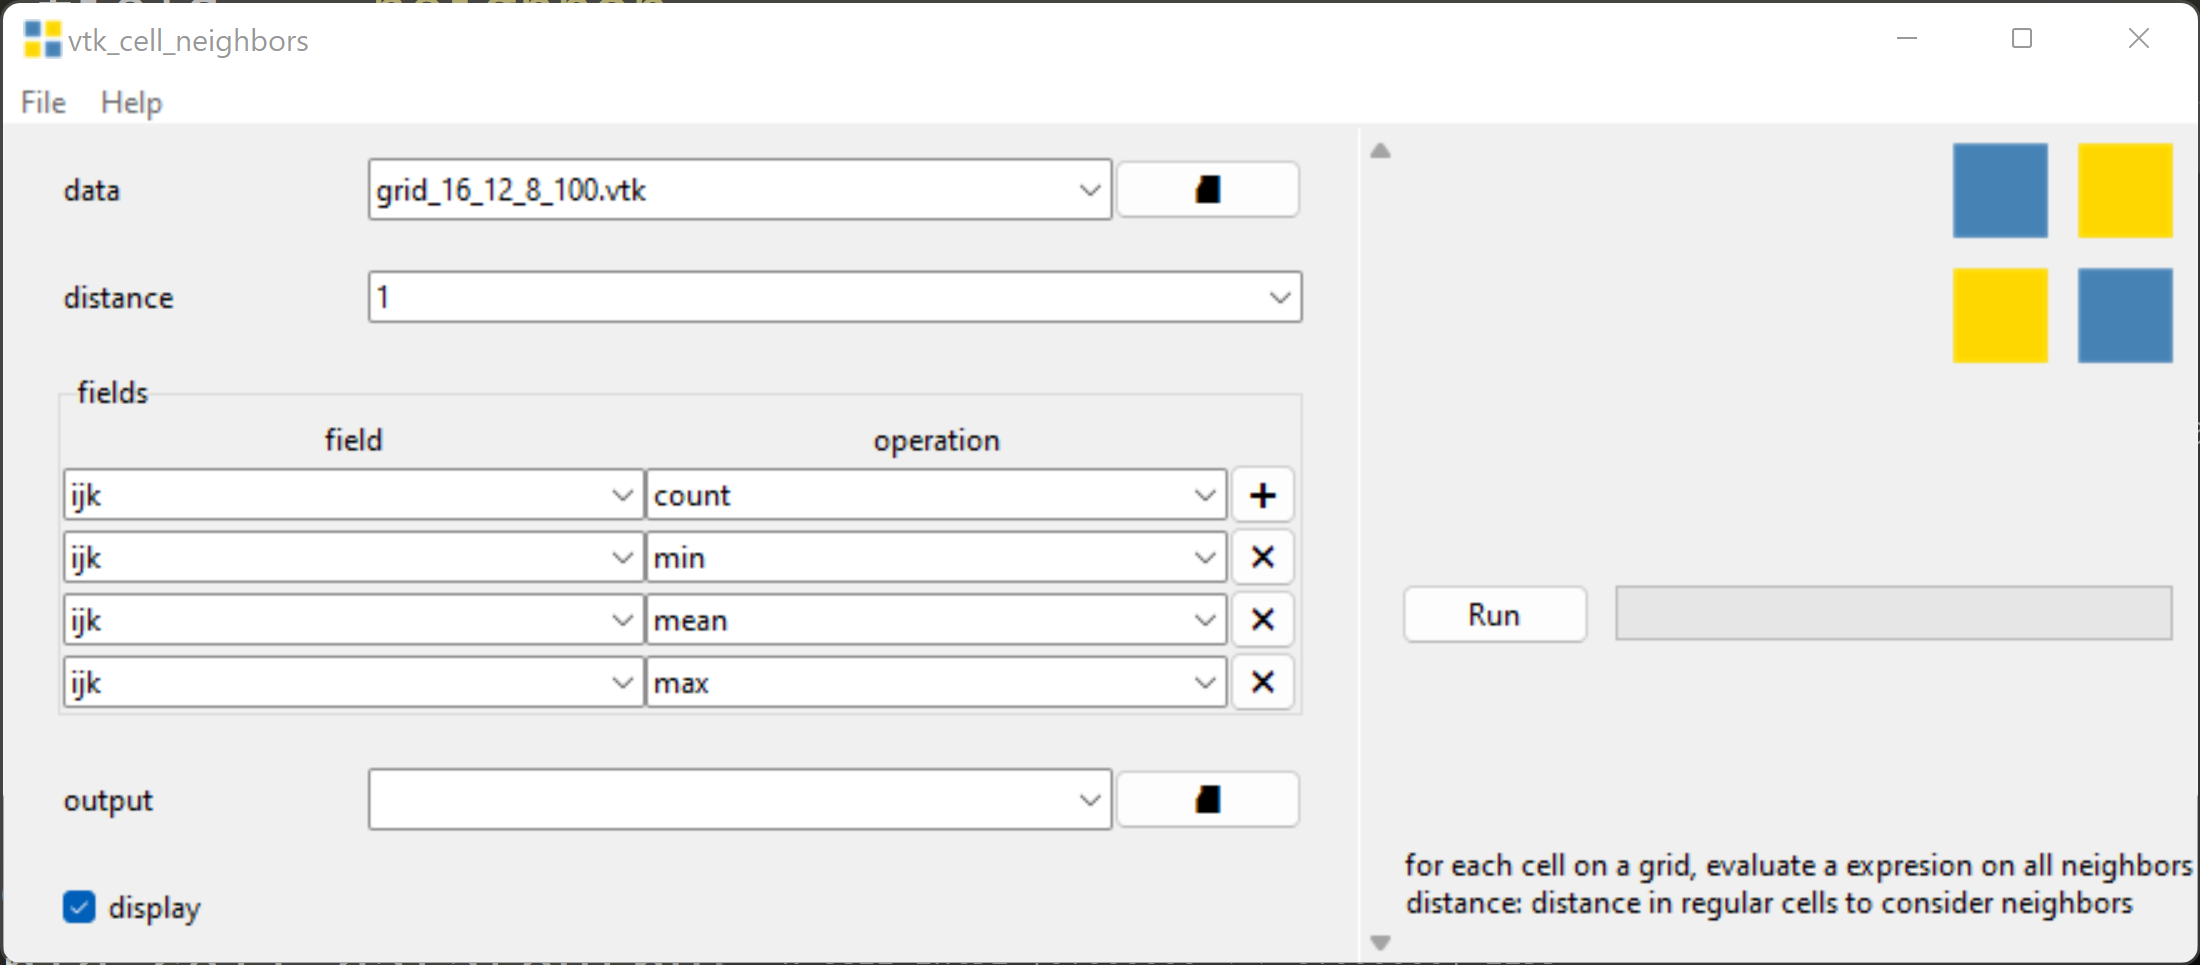 vtk_cell_neighbors
File Help
data grid_16_12_8_100.vtk
distance 1
fields
field operation
ijk count
ijk min
ijk mean
ijk max
Run
output
display
for each cell on a grid, evaluate a expresion on all neighbors
distance: distance in regular cells to consider neighbors